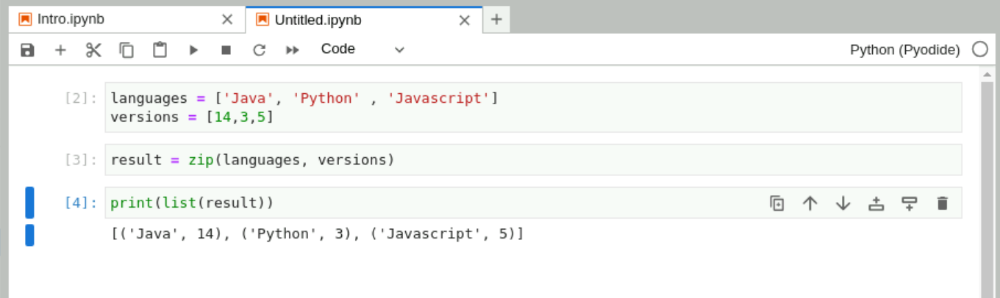 Intro.ipynb
Untitled.ipynb
Code
Python (Pyodide)
[2]:
languages = ['Java', 'Python' , 'Javascript']
versions = [14,3,5]
[3]:
result = zip(languages, versions)
[4]:
print(list(result))
[('Java', 14), ('Python', 3), ('Javascript', 5)]